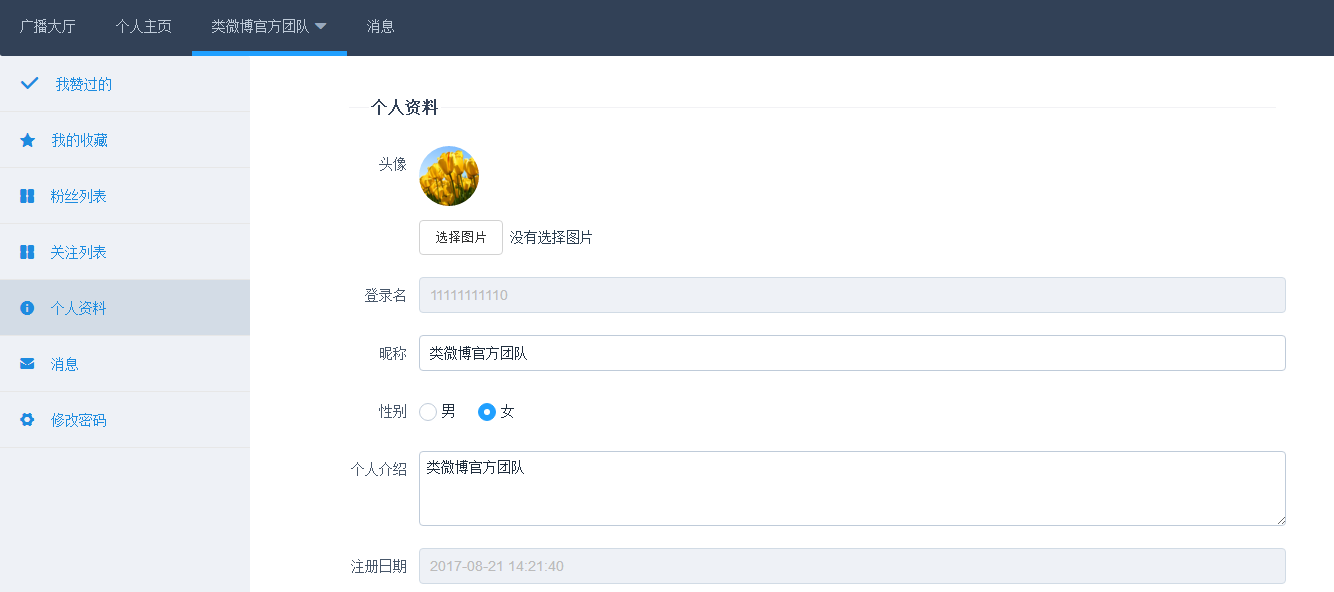 广播大厅 个人主页 类微博官方团队 消息
我赞过的
我的收藏
粉丝列表
关注列表
个人资料
消息
修改密码
个人资料
头像
选择图片 没有选择图片
登录名 11111111110
昵称 类微博官方团队
性别 男 女
个人介绍 类微博官方团队
注册日期 2017-08-21 14:21:40